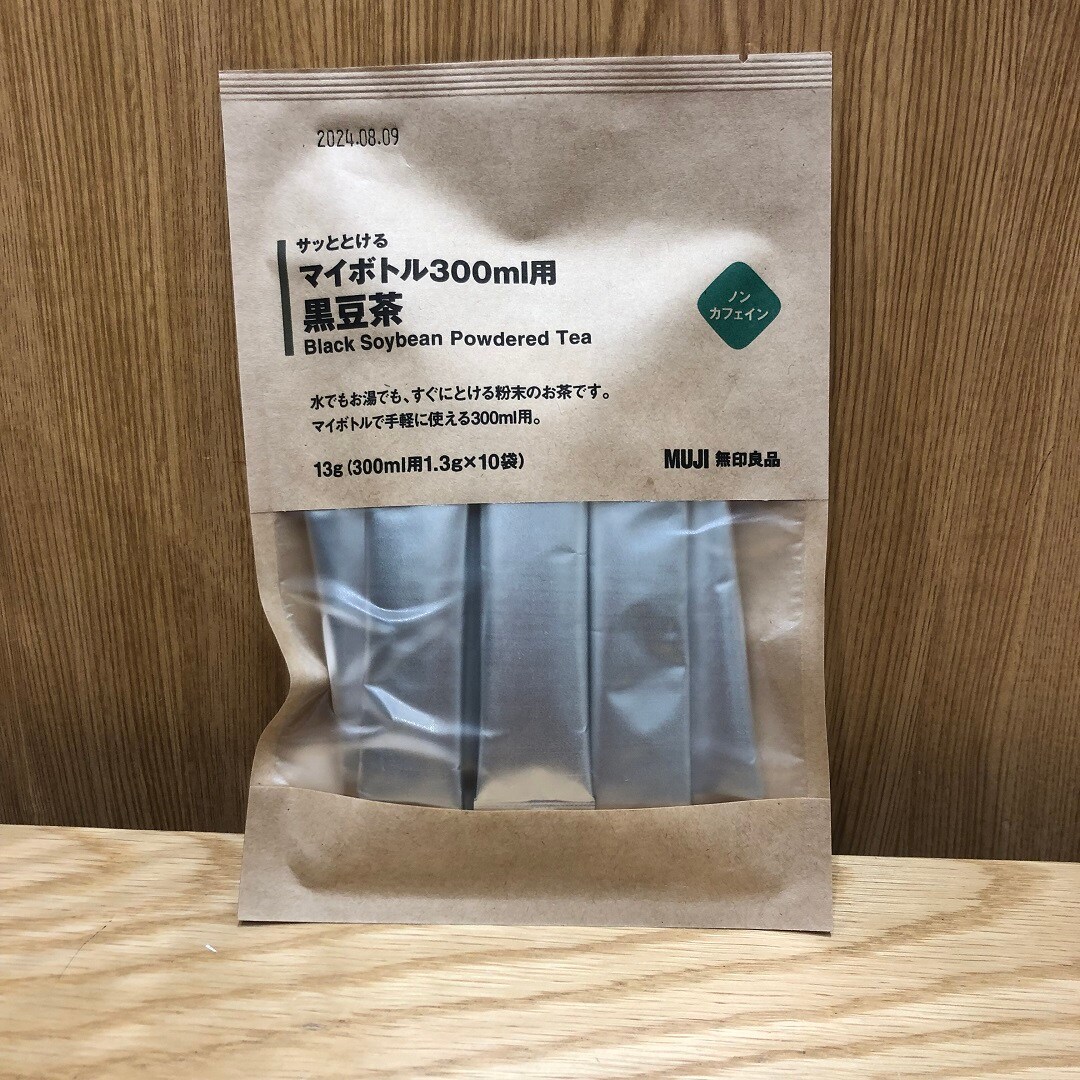 2024.08.09
サッととける
マイボトル300ml用
黒豆茶
Black Soybean Powdered Tea
ノン
カフェイン
水でもお湯でも、すぐにとける粉末のお茶です。
マイボトルで手軽に使える300ml用。
13g (300ml用1.3g×10袋)
MUJI 無印良品